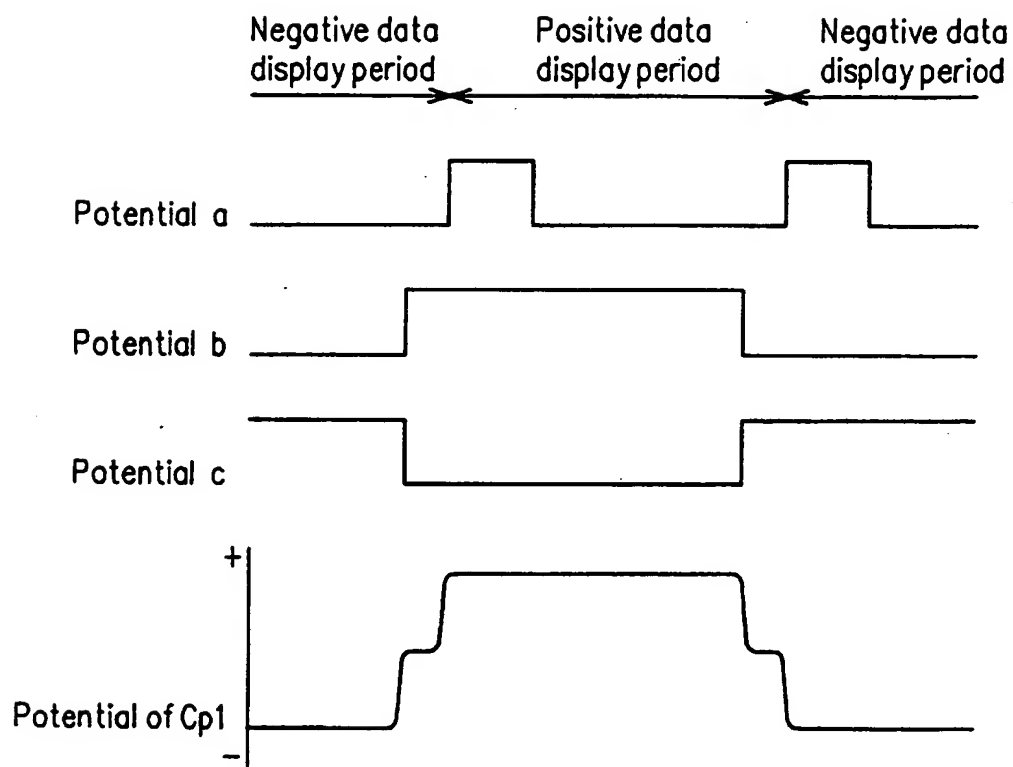 Negative data
display period
Positive data
display period
Negative data
display period
Potential a
Potential b
Potential c
+
Potential of Cp1
−